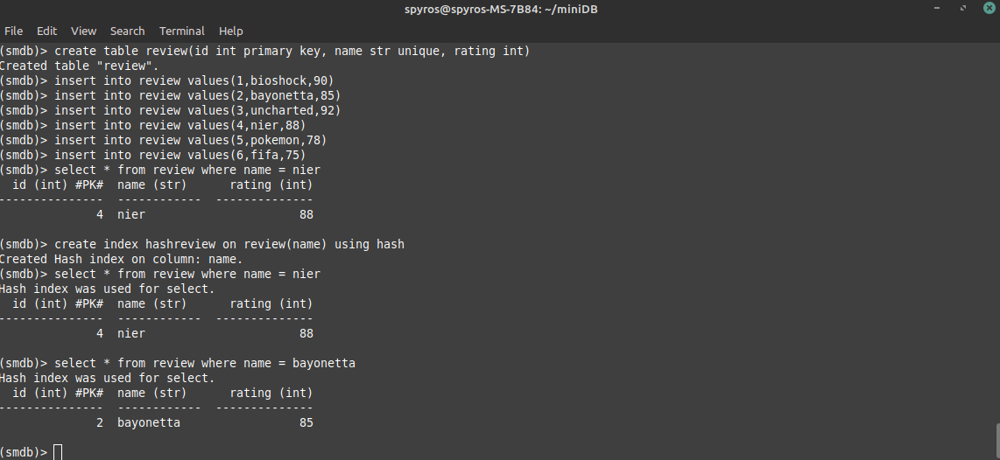 spyros@spyros-MS-7B84: ~/miniDB
File Edit View Search Terminal Help
(smdb)> create table review(id int primary key, name str unique, rating int)
Created table "review".
(smdb)> insert into review values(1,bioshock,90)
(smdb)> insert into review values(2,bayonetta,85)
(smdb)> insert into review values(3,uncharted,92)
(smdb)> insert into review values(4,nier,88)
(smdb)> insert into review values(5,pokemon,78)
(smdb)> insert into review values(6,fifa,75)
(smdb)> select * from review where name = nier
  id (int) #PK#  name (str)      rating (int)
---------------  ------------  --------------
              4  nier                      88

(smdb)> create index hashreview on review(name) using hash
Created Hash index on column: name.
(smdb)> select * from review where name = nier
Hash index was used for select.
  id (int) #PK#  name (str)      rating (int)
---------------  ------------  --------------
              4  nier                      88

(smdb)> select * from review where name = bayonetta
Hash index was used for select.
  id (int) #PK#  name (str)      rating (int)
---------------  ------------  --------------
              2  bayonetta                 85

(smdb)>